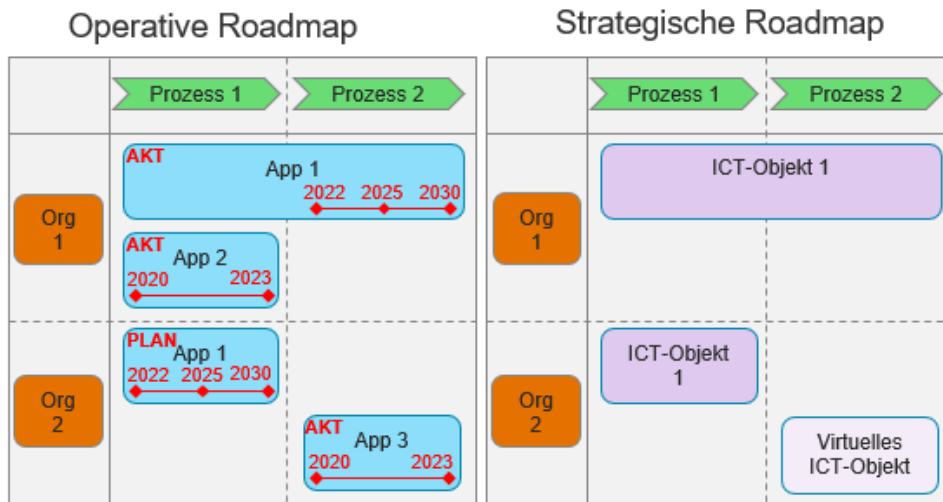 Operative Roadmap
Strategische Roadmap
Prozess 1
Prozess 2
Prozess 1
Prozess 2
Org
1
AKT
App 1
2022 2025 2030
AKT
App 2
2020 2023
Org
1
ICT-Objekt 1
Org
2
PLAN
App 1
2022 2025 2030
AKT
App 3
2020 2023
Org
2
ICT-Objekt
1
Virtuelles
ICT-Objekt